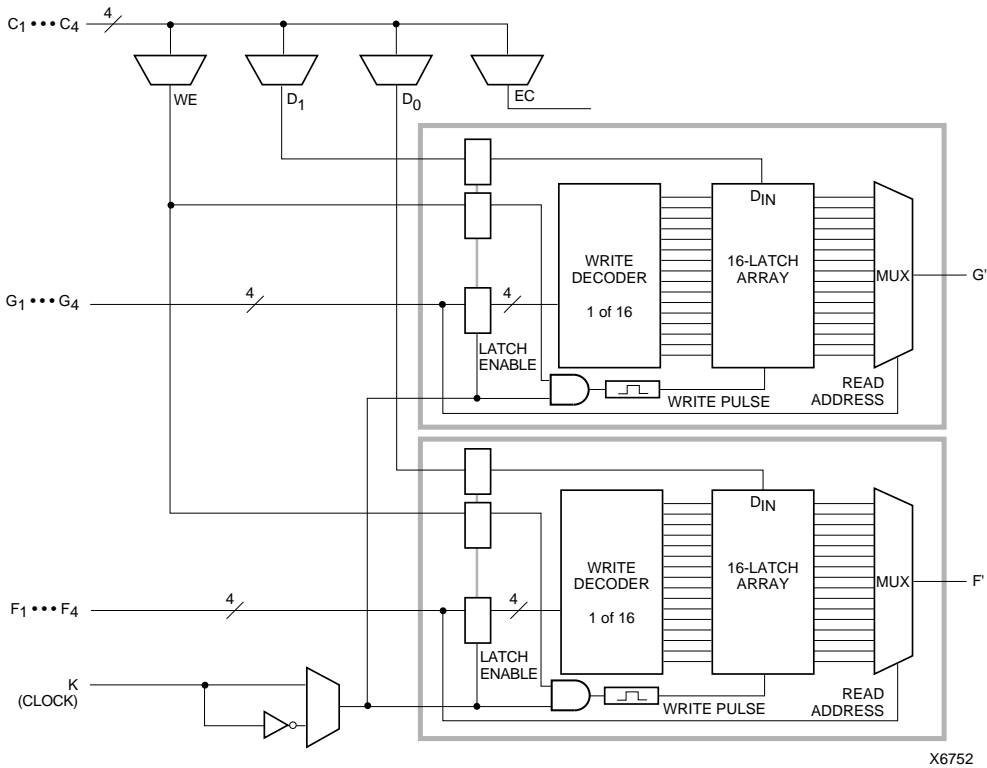 C1 ••• C4
4
WE
D1
D0
EC
DIN
WRITE
DECODER
1 of 16
16-LATCH
ARRAY
MUX
G'
G1 ••• G4
4
4
LATCH
ENABLE
WRITE PULSE
READ
ADDRESS
DIN
WRITE
DECODER
1 of 16
16-LATCH
ARRAY
MUX
F'
F1 ••• F4
4
4
LATCH
ENABLE
WRITE PULSE
READ
ADDRESS
K
(CLOCK)
X6752